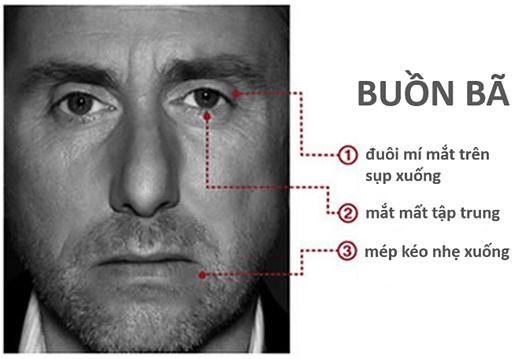 BUỒN BÃ
1 đuôi mí mắt trên
sụp xuống
2 mắt mất tập trung
3 mép kéo nhẹ xuống